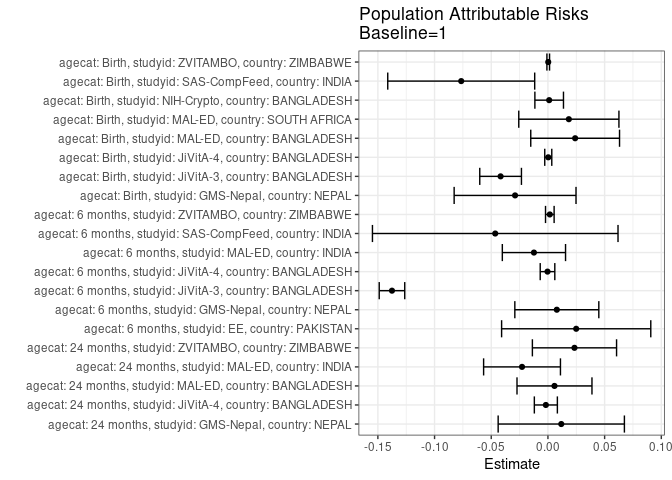 Population Attributable Risks
Baseline=1
agecat: Birth, studyid: ZVITAMBO, country: ZIMBABWE
agecat: Birth, studyid: SAS-CompFeed, country: INDIA
agecat: Birth, studyid: NIH-Crypto, country: BANGLADESH
agecat: Birth, studyid: MAL-ED, country: SOUTH AFRICA
agecat: Birth, studyid: MAL-ED, country: BANGLADESH
agecat: Birth, studyid: JiVitA-4, country: BANGLADESH
agecat: Birth, studyid: JiVitA-3, country: BANGLADESH
agecat: Birth, studyid: GMS-Nepal, country: NEPAL
agecat: 6 months, studyid: ZVITAMBO, country: ZIMBABWE
agecat: 6 months, studyid: SAS-CompFeed, country: INDIA
agecat: 6 months, studyid: MAL-ED, country: INDIA
agecat: 6 months, studyid: JiVitA-4, country: BANGLADESH
agecat: 6 months, studyid: JiVitA-3, country: BANGLADESH
agecat: 6 months, studyid: GMS-Nepal, country: NEPAL
agecat: 6 months, studyid: EE, country: PAKISTAN
agecat: 24 months, studyid: ZVITAMBO, country: ZIMBABWE
agecat: 24 months, studyid: MAL-ED, country: INDIA
agecat: 24 months, studyid: MAL-ED, country: BANGLADESH
agecat: 24 months, studyid: JiVitA-4, country: BANGLADESH
agecat: 24 months, studyid: GMS-Nepal, country: NEPAL
-0.15 -0.10 -0.05 0.00 0.05 0.10
Estimate